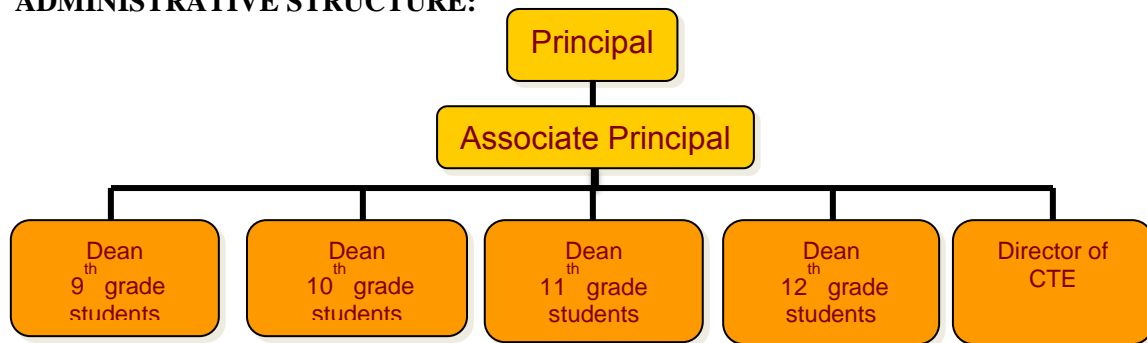 ADMINISTRATIVE STRUCTURE:
Principal
Associate Principal
Dean
9th grade
students
Dean
10th grade
students
Dean
11th grade
students
Dean
12th grade
students
Director of
CTE